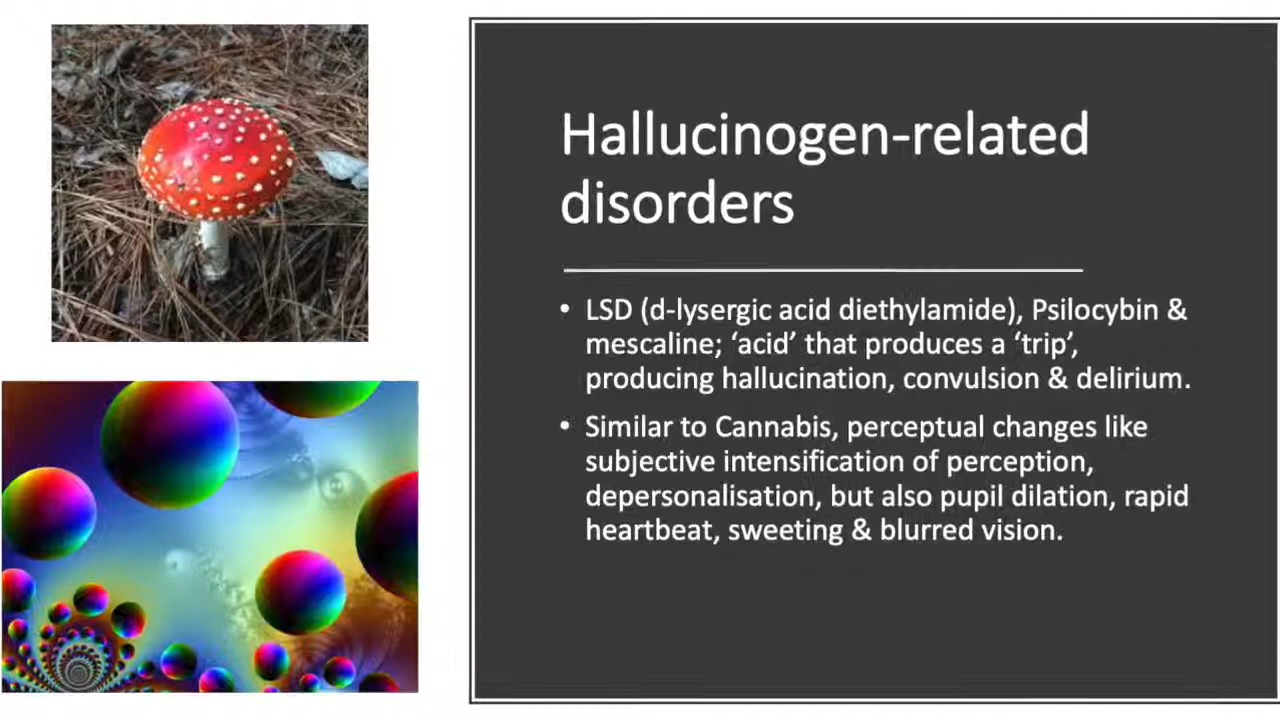 Hallucinogen-related
disorders
• LSD (d-lysergic acid diethylamide), Psilocybin &
mescaline; ‘acid’ that produces a ‘trip’,
producing hallucination, convulsion & delirium.
• Similar to Cannabis, perceptual changes like
subjective intensification of perception,
depersonalisation, but also pupil dilation, rapid
heartbeat, sweeting & blurred vision.